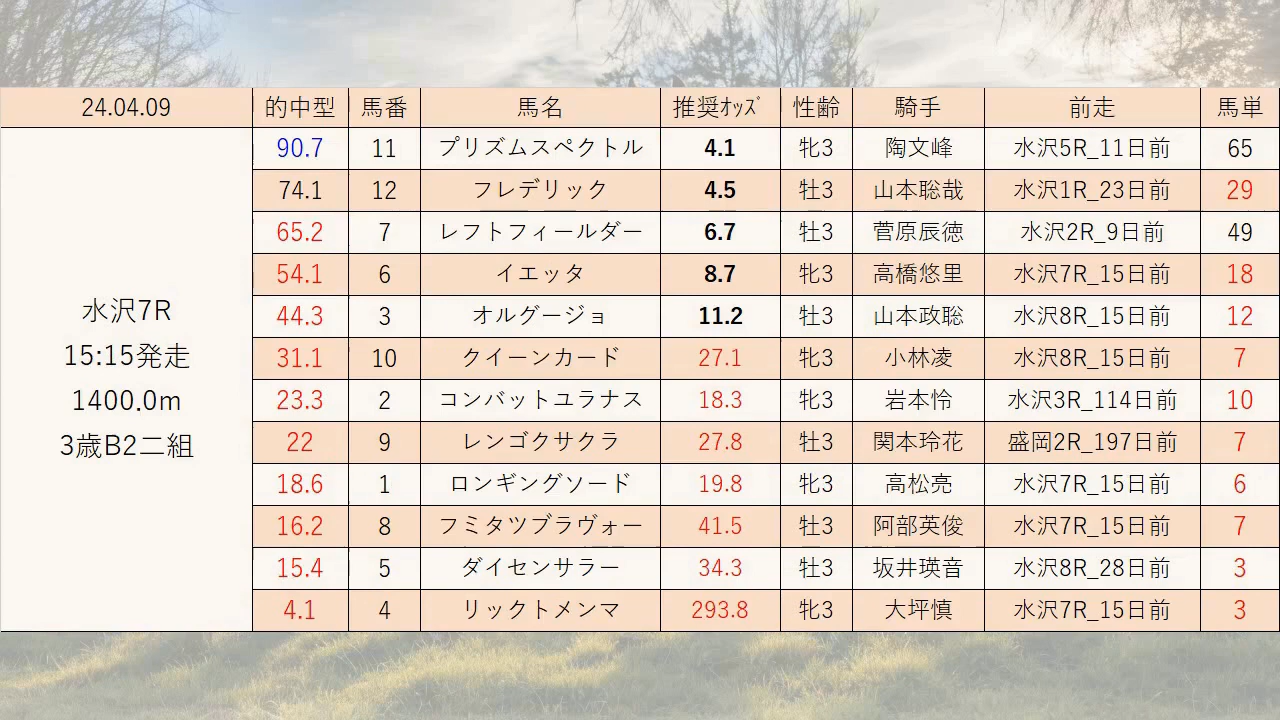 24.04.09 的中型 馬番 馬名 推奨ｵｯｽﾞ 性齢 騎手 前走 馬単
水沢7R
15:15発走
1400.0m
3歳B2二組
90.7 11 プリズムスペクトル 4.1 牝3 陶文峰 水沢5R_11日前 65
74.1 12 フレデリック 4.5 牡3 山本聡哉 水沢1R_23日前 29
65.2 7 レフトフィールダー 6.7 牡3 菅原辰徳 水沢2R_9日前 49
54.1 6 イエッタ 8.7 牝3 高橋悠里 水沢7R_15日前 18
44.3 3 オルグージョ 11.2 牡3 山本政聡 水沢8R_15日前 12
31.1 10 クイーンカード 27.1 牝3 小林凌 水沢8R_15日前 7
23.3 2 コンバットユラナス 18.3 牝3 岩本怜 水沢3R_114日前 10
22 9 レンゴクサクラ 27.8 牡3 関本玲花 盛岡2R_197日前 7
18.6 1 ロンギングソード 19.8 牝3 高松亮 水沢7R_15日前 6
16.2 8 フミタツブラヴォー 41.5 牡3 阿部英俊 水沢7R_15日前 7
15.4 5 ダイセンサラー 34.3 牡3 坂井瑛音 水沢8R_28日前 3
4.1 4 リックトメンマ 293.8 牝3 大坪慎 水沢7R_15日前 3